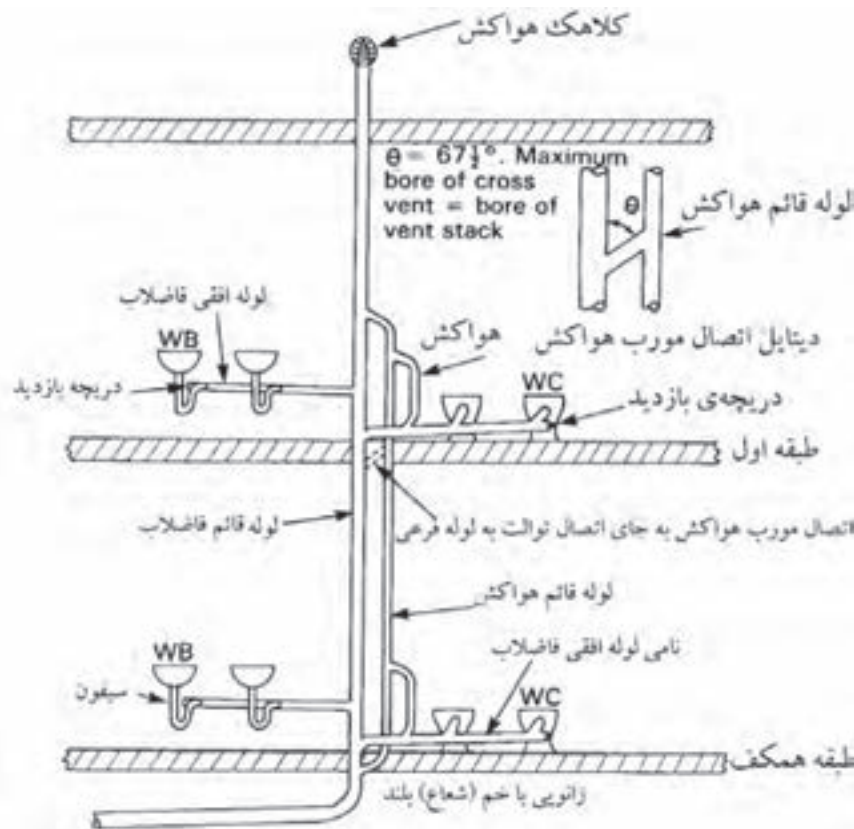 کلاهک هواکش
θ = 67½°. Maximum
bore of cross
vent = bore of
vent stack
θ
لوله قائم هواکش
لوله افقی فاضلاب
WB
هواکش
دیتایل اتصال مورب هواکش
دریچه بازدید
WC
دریچه‌ی بازدید
طبقه اول
لوله قائم فاضلاب
اتصال مورب هواکش به جای اتصال توالت به لوله فرعی
لوله قائم هواکش
WB
نامی لوله افقی فاضلاب
سیفون
WC
طبقه همکف
زانویی با خم (شعاع) بلند